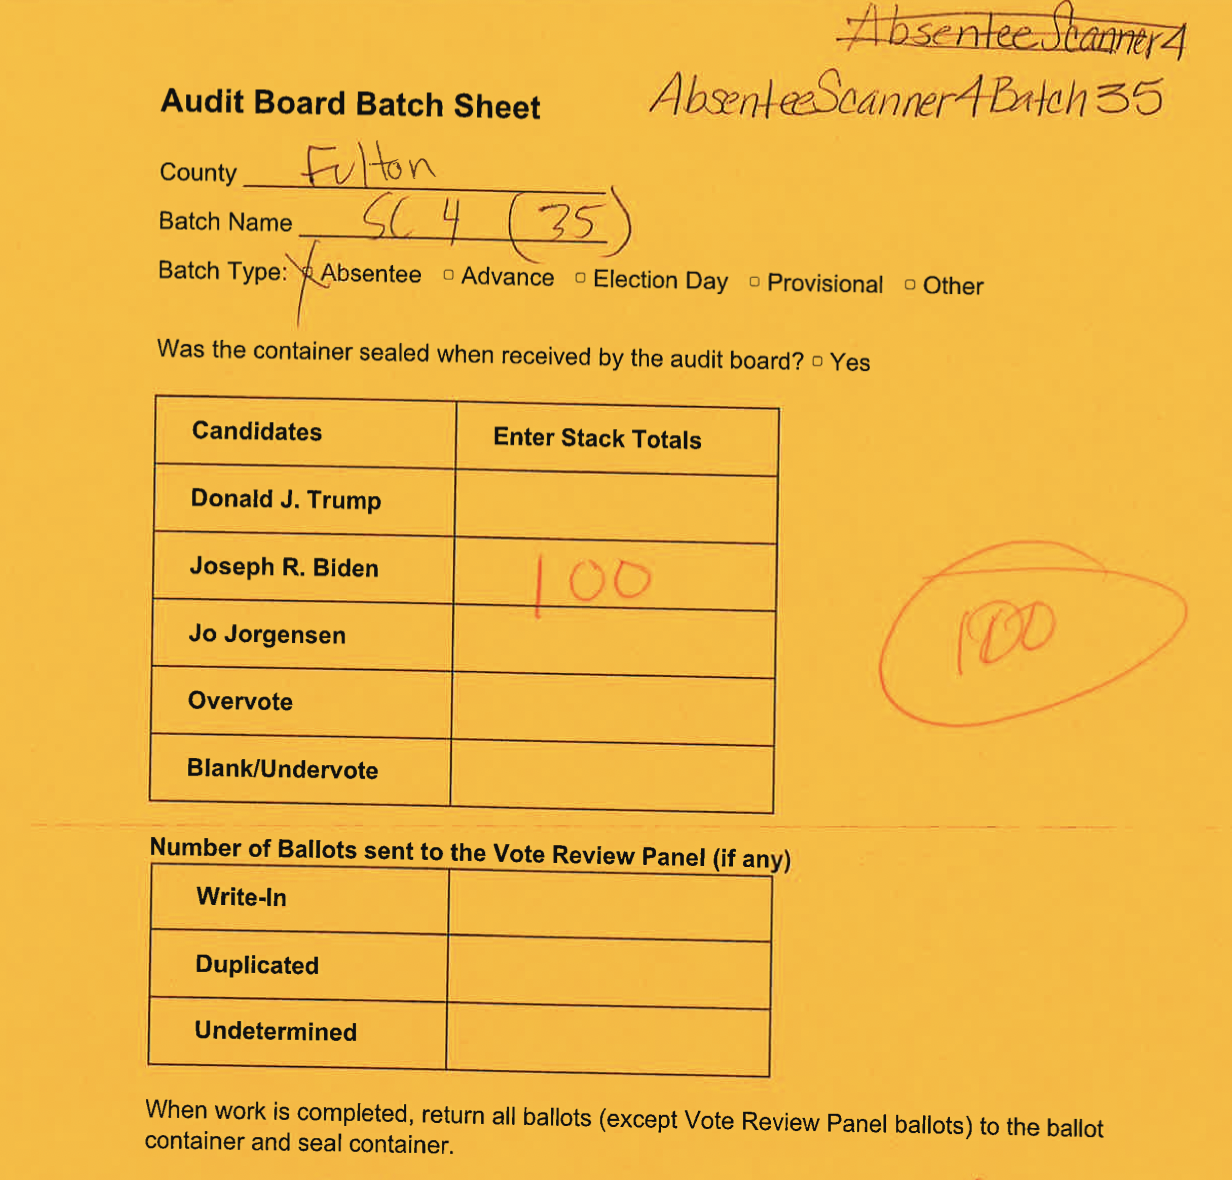 AbsenteeScanner4
Audit Board Batch Sheet
AbsenteeScanner4Batch35
County Fulton
Batch Name SC 4 (35)
Batch Type: Absentee Advance Election Day Provisional Other
Was the container sealed when received by the audit board? Yes
Candidates Enter Stack Totals
Donald J. Trump
Joseph R. Biden 100
100
Jo Jorgensen
Overvote
Blank/Undervote
Number of Ballots sent to the Vote Review Panel (if any)
Write-In
Duplicated
Undetermined
When work is completed, return all ballots (except Vote Review Panel ballots) to the ballot
container and seal container.